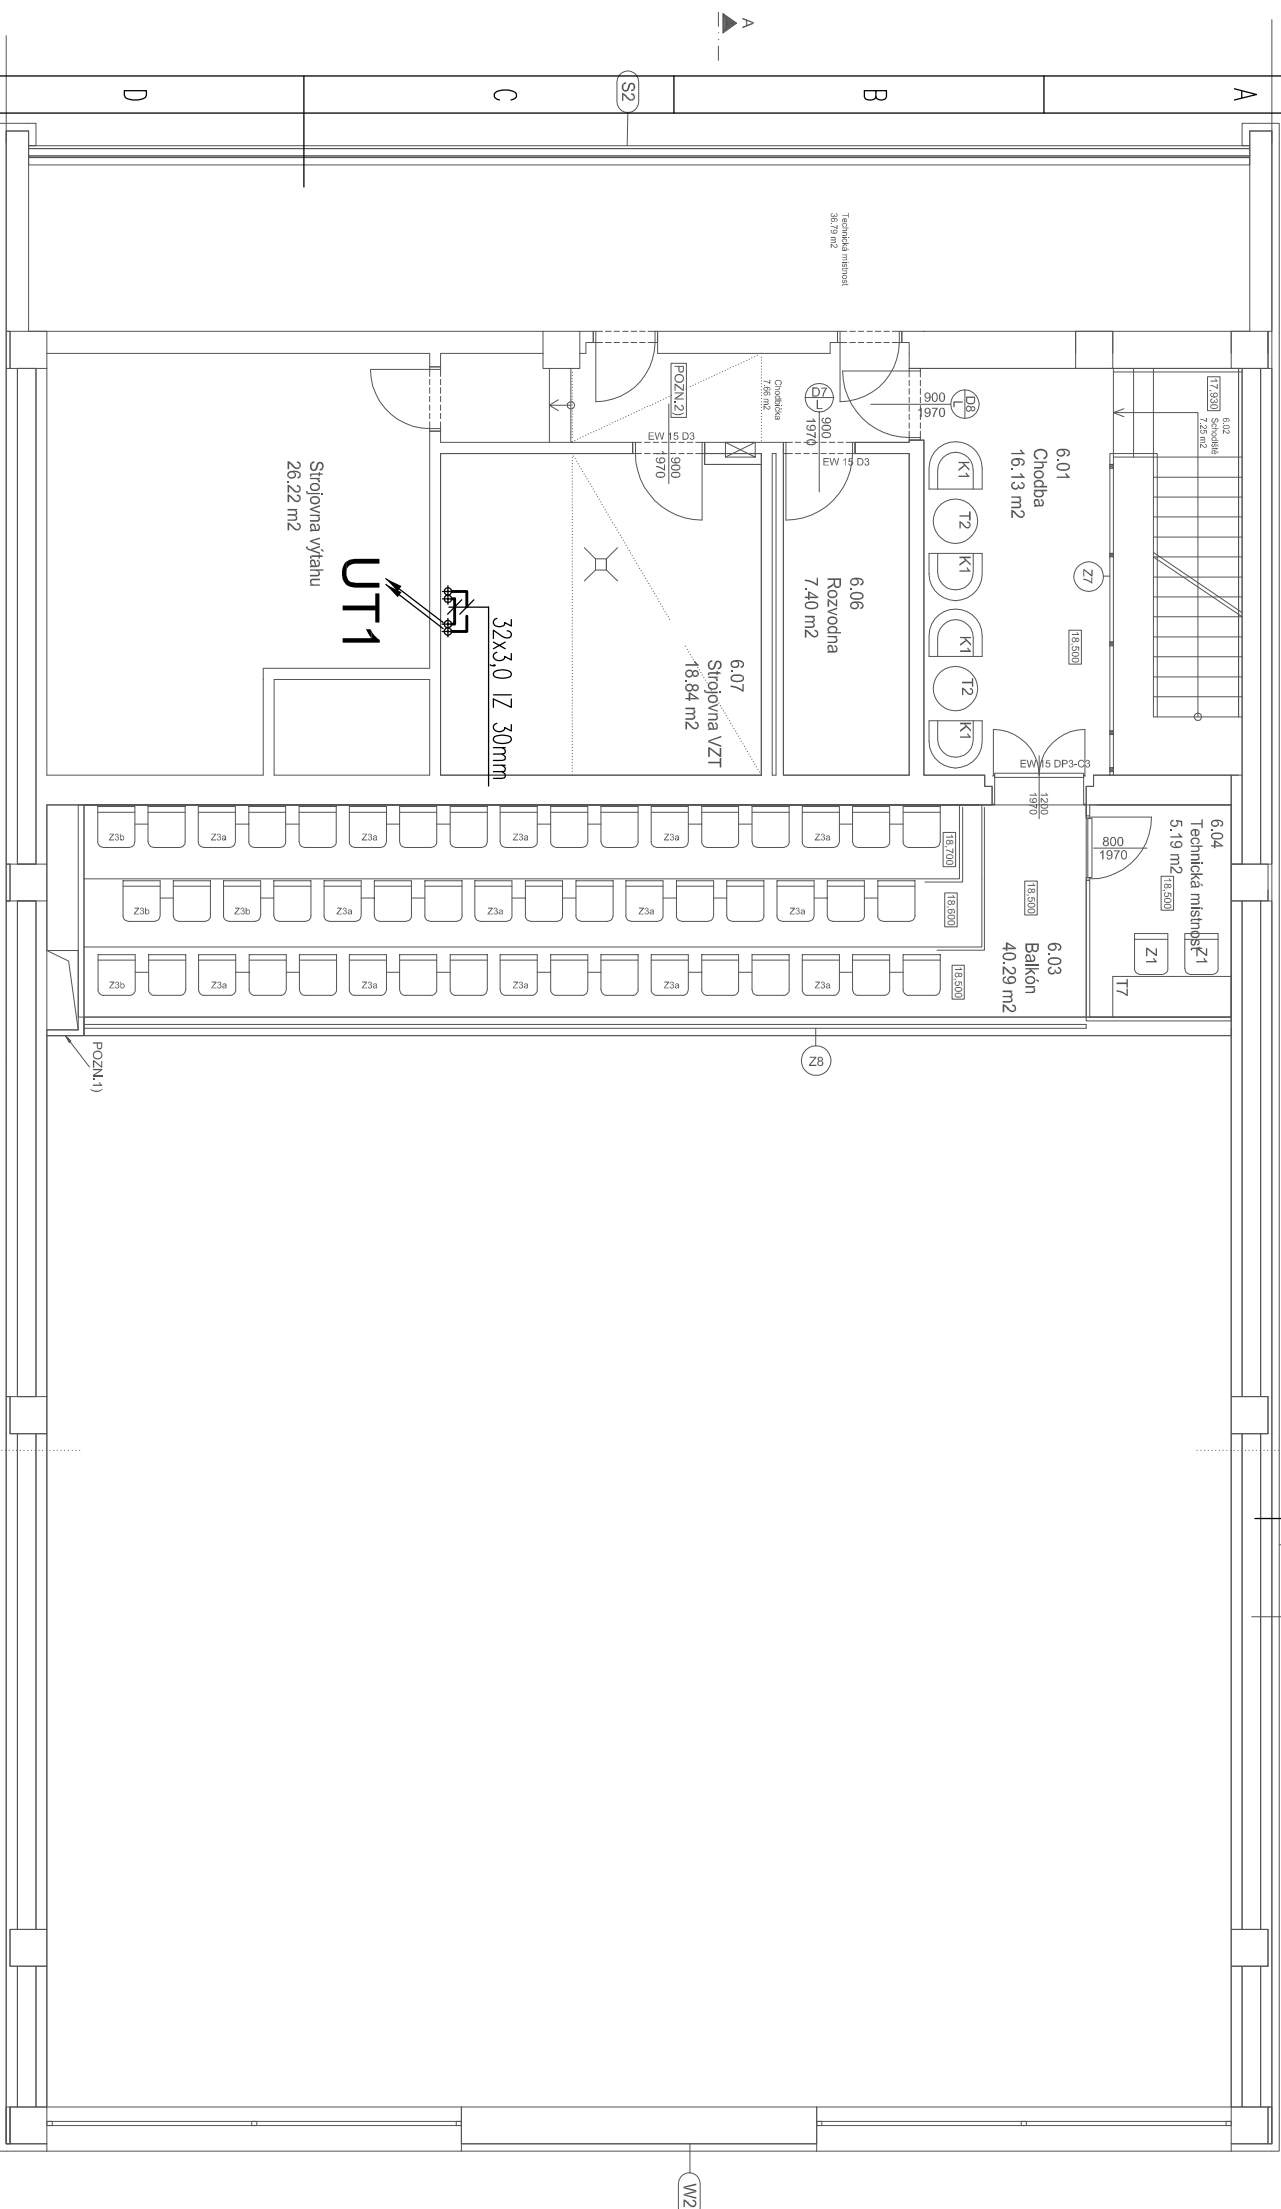 A
A
B
C
D
S2
Technická místnost
36.79 m2
17,930
6.02
Schodiště
7.25 m2
6.01
Chodba
16.13 m2
18,500
Z7
D8
L
900
1970
D7
L
900
1970
EW 15 D3
POZN.2)
Chodbička
7.66 m2
EW 15 D3
900
1970
K1
T2
K1
K1
T2
K1
6.06
Rozvodna
7.40 m2
6.07
Strojovna VZT
18.84 m2
Strojovna výtahu
26.22 m2
UT1
32x3,0 IZ 30mm
EW 15 DP3-C3
1200
1970
800
1970
6.04
Technická místnost
5.19 m2
18,500
Z1
Z1
T7
18,500
6.03
Balkón
40.29 m2
18,700
18,600
18,500
Z3b
Z3a
Z3a
Z3a
Z3a
Z3a
Z3b
Z3b
Z3a
Z3a
Z3a
Z3a
Z3b
Z3a
Z3a
Z3a
Z3a
Z3a
Z8
POZN.1)
W2